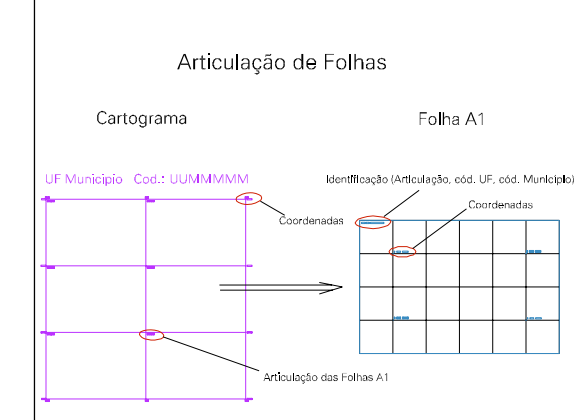 Articulação de Folhas
Cartograma
Folha A1
UF Municipio Cod.: UUMMMMM
Identificação (Articulação, cód. UF, cód. Município)
Coordenadas
Coordenadas
Articulação das Folhas A1